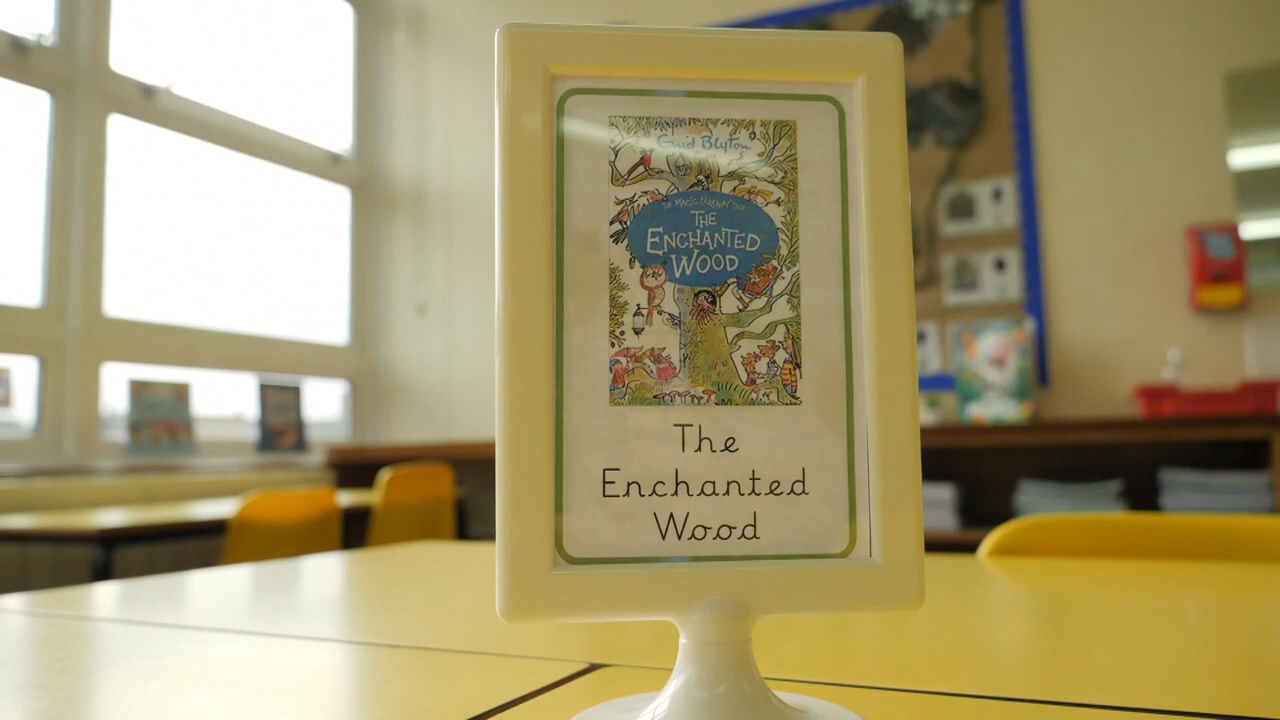 Enid Blyton
THE MAGIC FARAWAY TREE
THE
ENCHANTED
WOOD
The
Enchanted
Wood